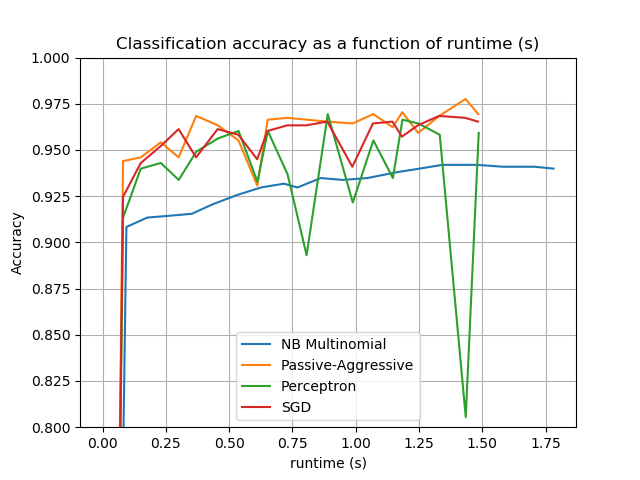 Classification accuracy as a function of runtime (s)
1.000
0.975
0.950
0.925
0.900
0.875
0.850
0.825
0.800
Accuracy
NB Multinomial
Passive-Aggressive
Perceptron
SGD
0.00 0.25 0.50 0.75 1.00 1.25 1.50 1.75
runtime (s)